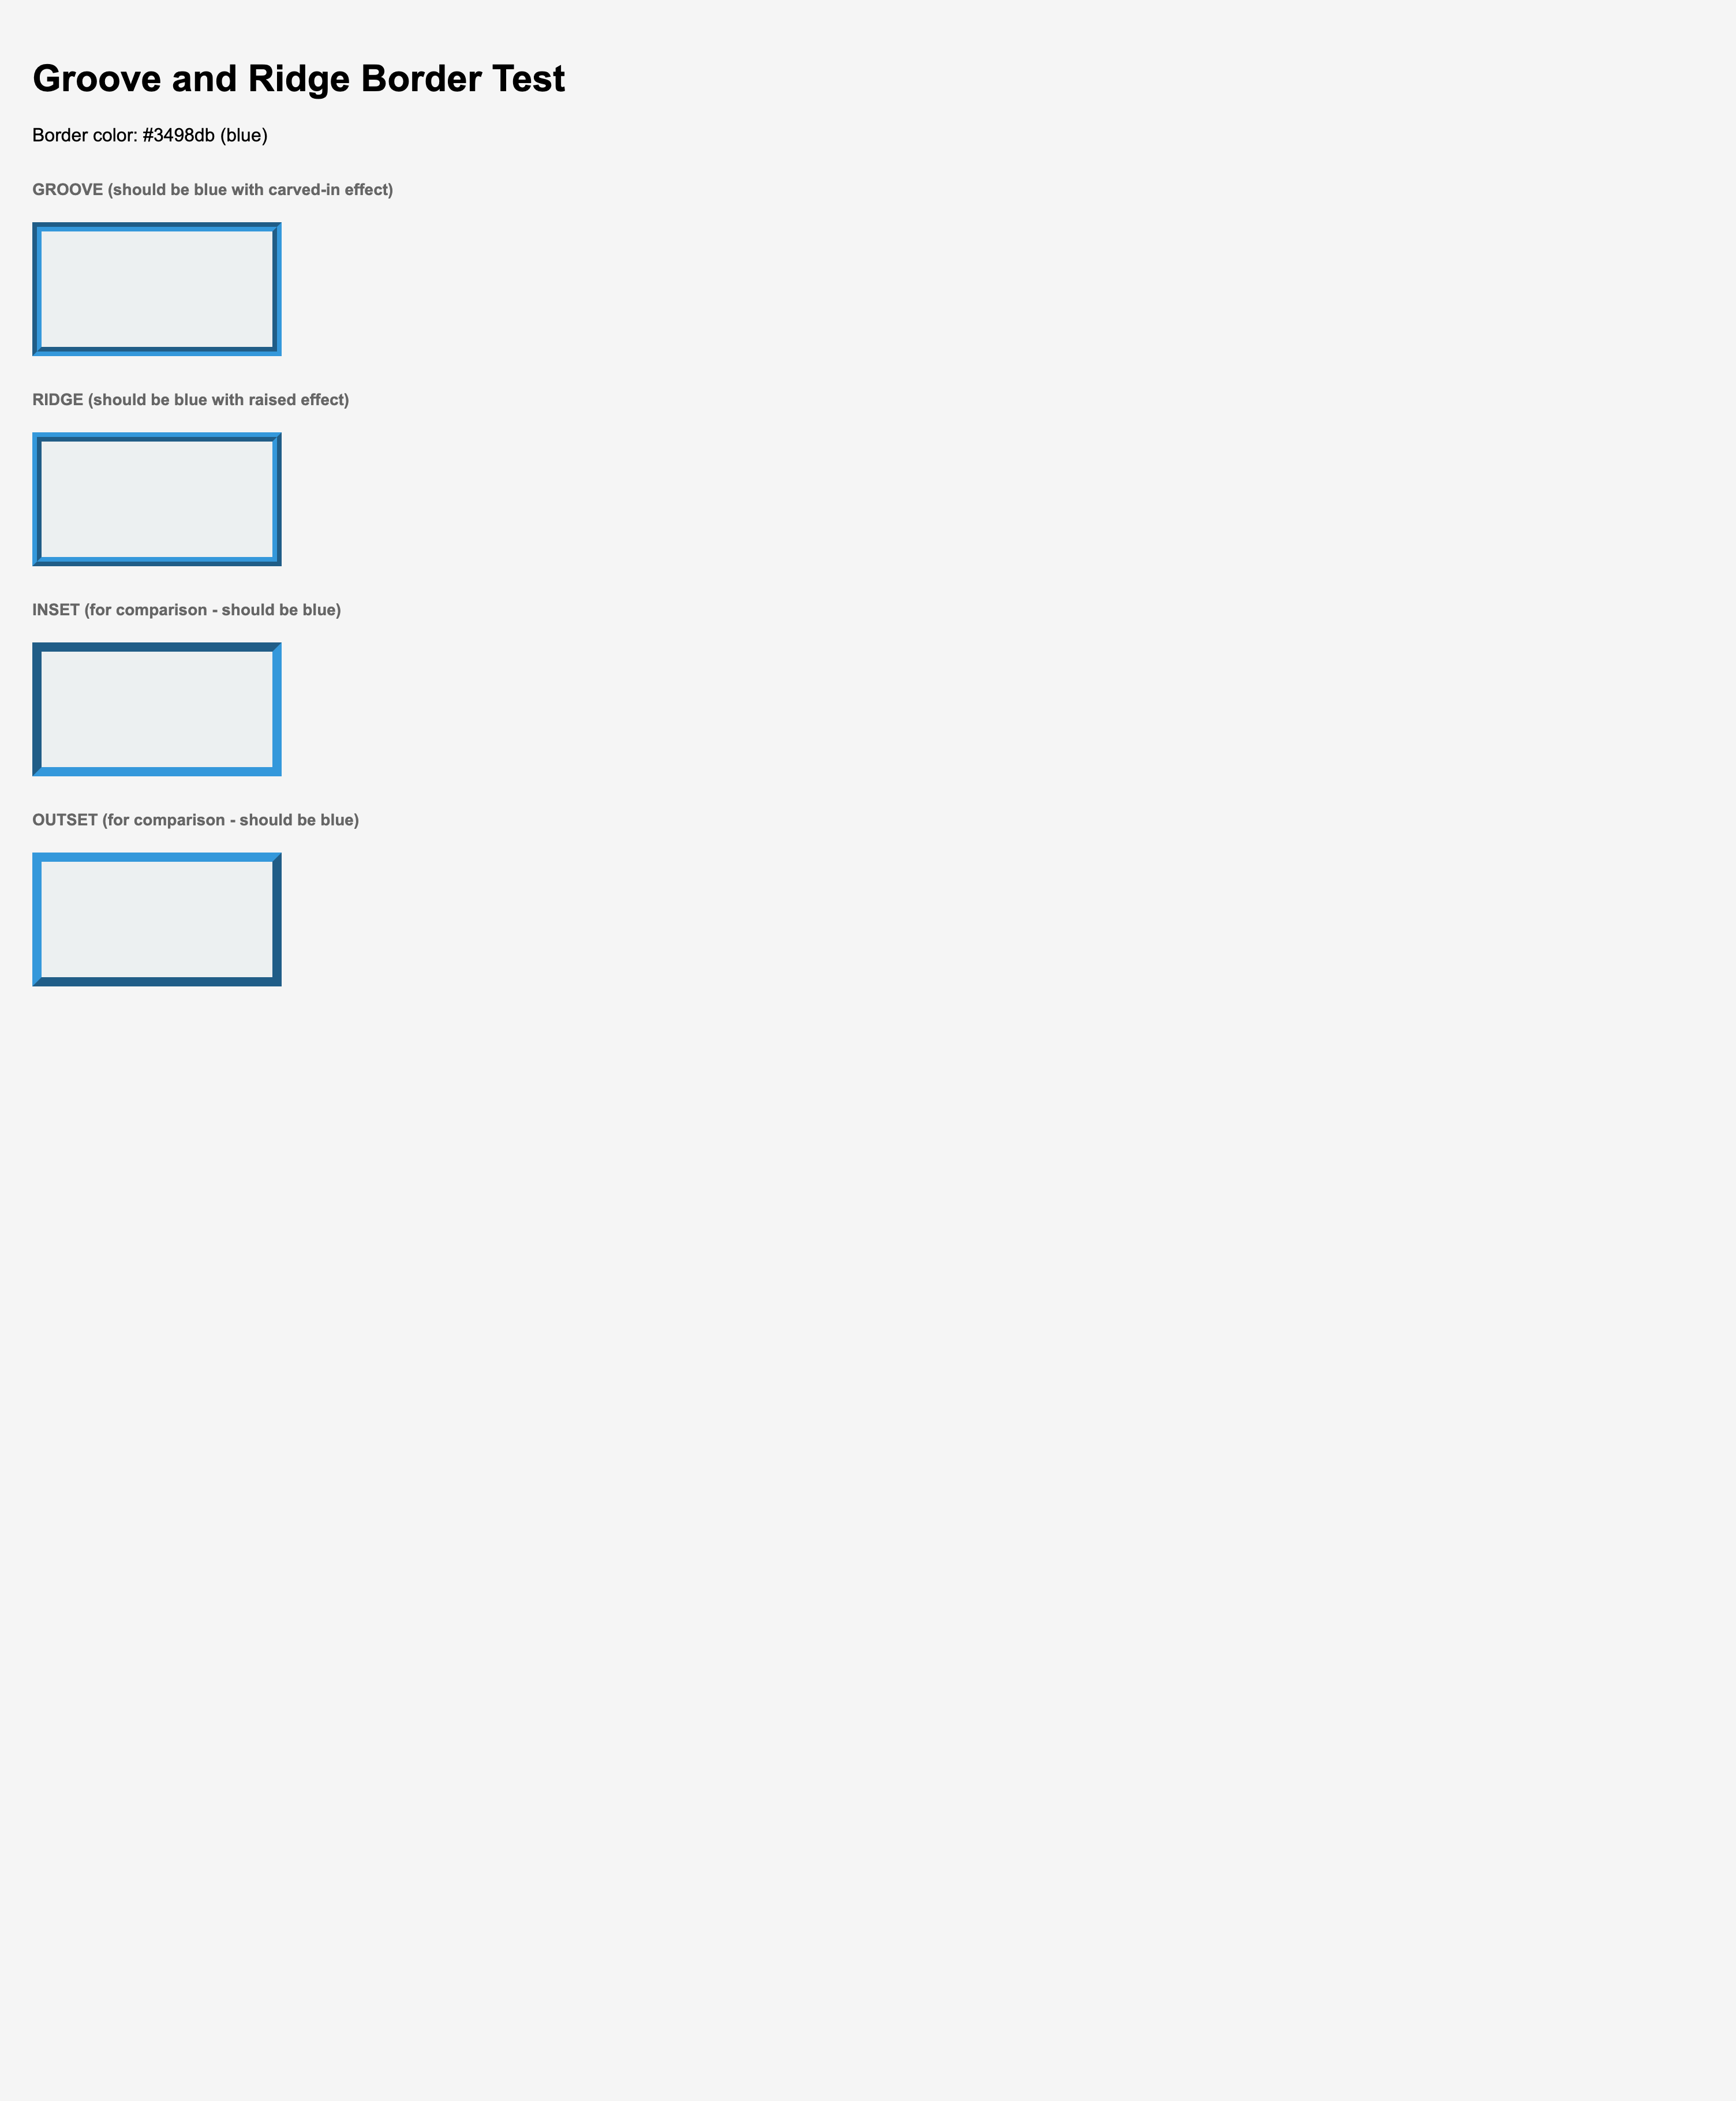 Groove and Ridge Border Test
Border color: #3498db (blue)
GROOVE (should be blue with carved-in effect)
RIDGE (should be blue with raised effect)
INSET (for comparison - should be blue)
OUTSET (for comparison - should be blue)